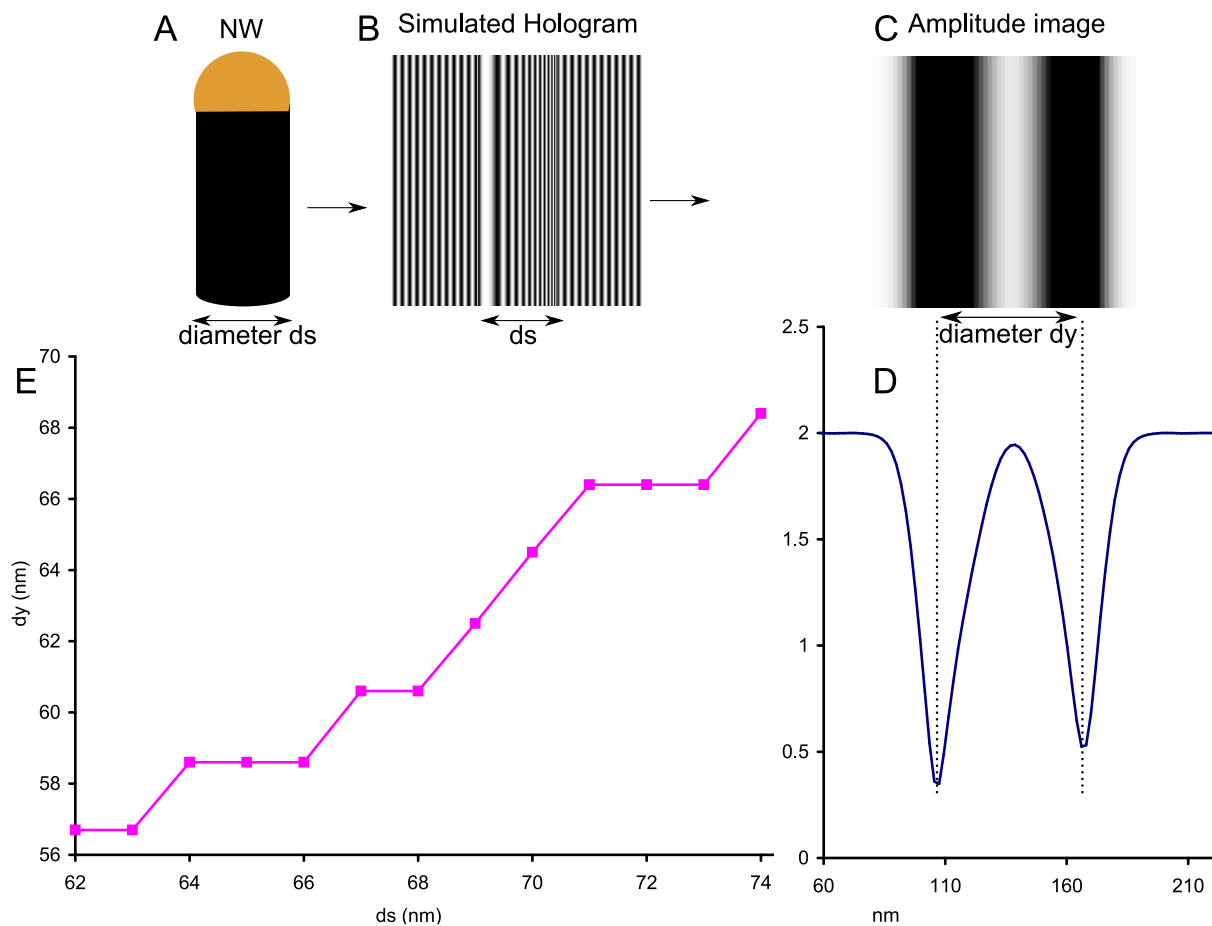 A NW B Simulated Hologram C Amplitude image
diameter ds ds diameter dy
E
70
68
66
64
62
60
58
56
dy (nm)
62 64 66 68 70 72 74
ds (nm)
D
2.5
2
1.5
1
0.5
0
60 110 160 210
nm